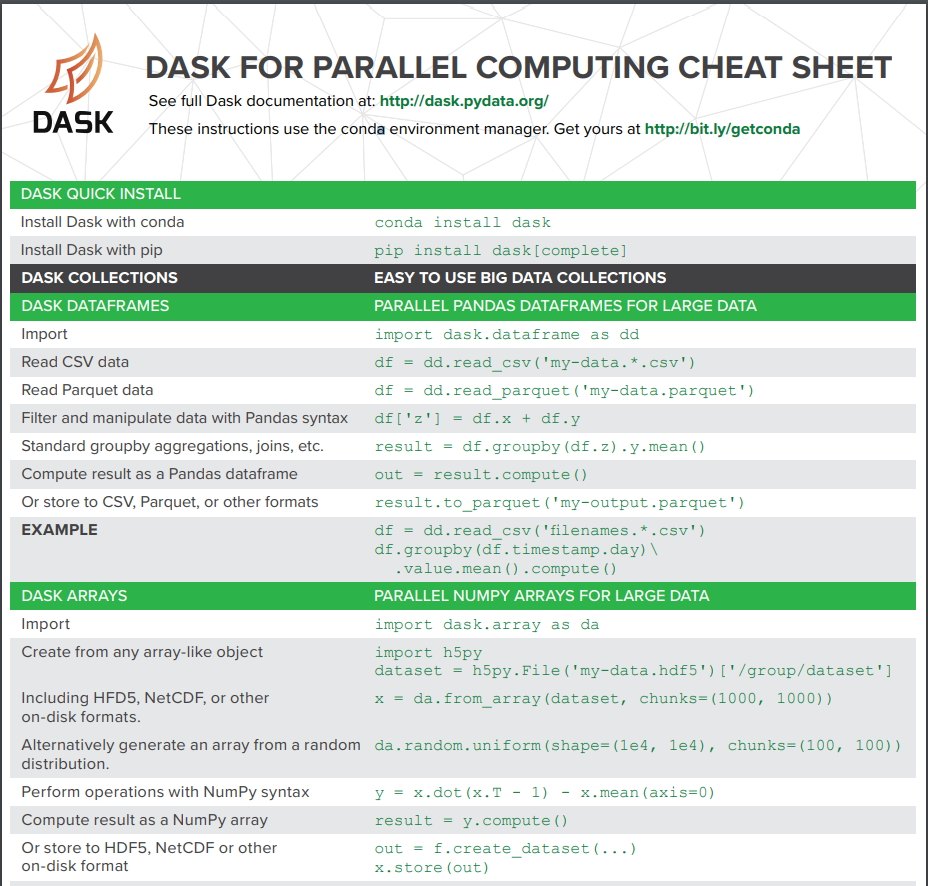 DASK
DASK FOR PARALLEL COMPUTING CHEAT SHEET
See full Dask documentation at: http://dask.pydata.org/
These instructions use the conda environment manager. Get yours at http://bit.ly/getconda
DASK QUICK INSTALL
Install Dask with conda conda install dask
Install Dask with pip pip install dask[complete]
DASK COLLECTIONS EASY TO USE BIG DATA COLLECTIONS
DASK DATAFRAMES PARALLEL PANDAS DATAFRAMES FOR LARGE DATA
Import import dask.dataframe as dd
Read CSV data df = dd.read_csv('my-data.*.csv')
Read Parquet data df = dd.read_parquet('my-data.parquet')
Filter and manipulate data with Pandas syntax df['z'] = df.x + df.y
Standard groupby aggregations, joins, etc. result = df.groupby(df.z).y.mean()
Compute result as a Pandas dataframe out = result.compute()
Or store to CSV, Parquet, or other formats result.to_parquet('my-output.parquet')
EXAMPLE df = dd.read_csv('filenames.*.csv')
df.groupby(df.timestamp.day)\
.value.mean().compute()
DASK ARRAYS PARALLEL NUMPY ARRAYS FOR LARGE DATA
Import import dask.array as da
Create from any array-like object import h5py
dataset = h5py.File('my-data.hdf5')['/group/dataset']
Including HFD5, NetCDF, or other x = da.from_array(dataset, chunks=(1000, 1000))
on-disk formats.
Alternatively generate an array from a random da.random.uniform(shape=(1e4, 1e4), chunks=(100, 100))
distribution.
Perform operations with NumPy syntax y = x.dot(x.T - 1) - x.mean(axis=0)
Compute result as a NumPy array result = y.compute()
Or store to HDF5, NetCDF or other out = f.create_dataset(...)
on-disk format x.store(out)